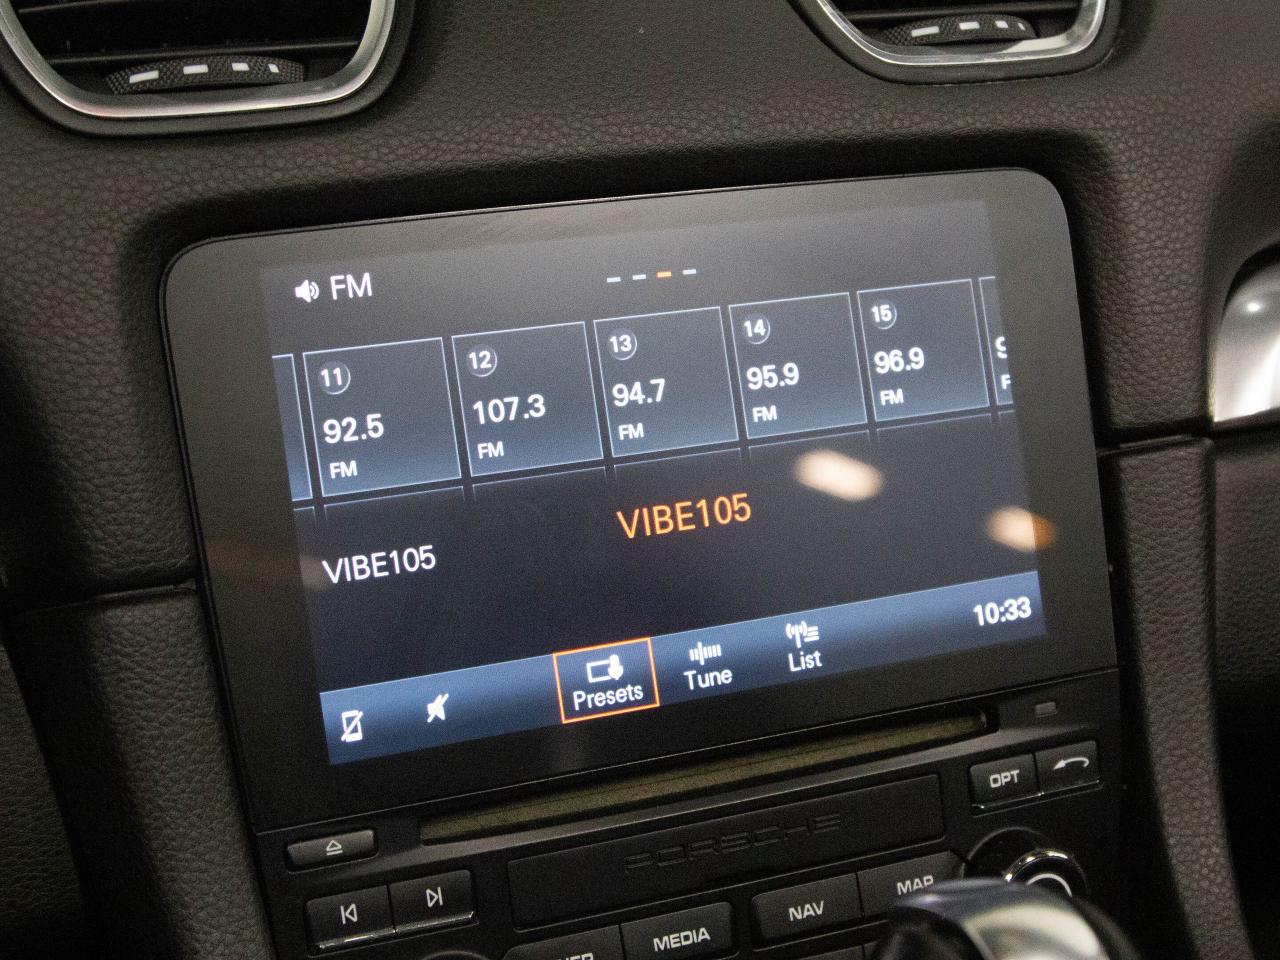 FM
11
92.5
FM
12
107.3
FM
13
94.7
FM
14
95.9
FM
15
96.9
FM
VIBE105
VIBE105
Presets
Tune
List
10:33
OPT
PORSCHE
NAV
MAP
MEDIA